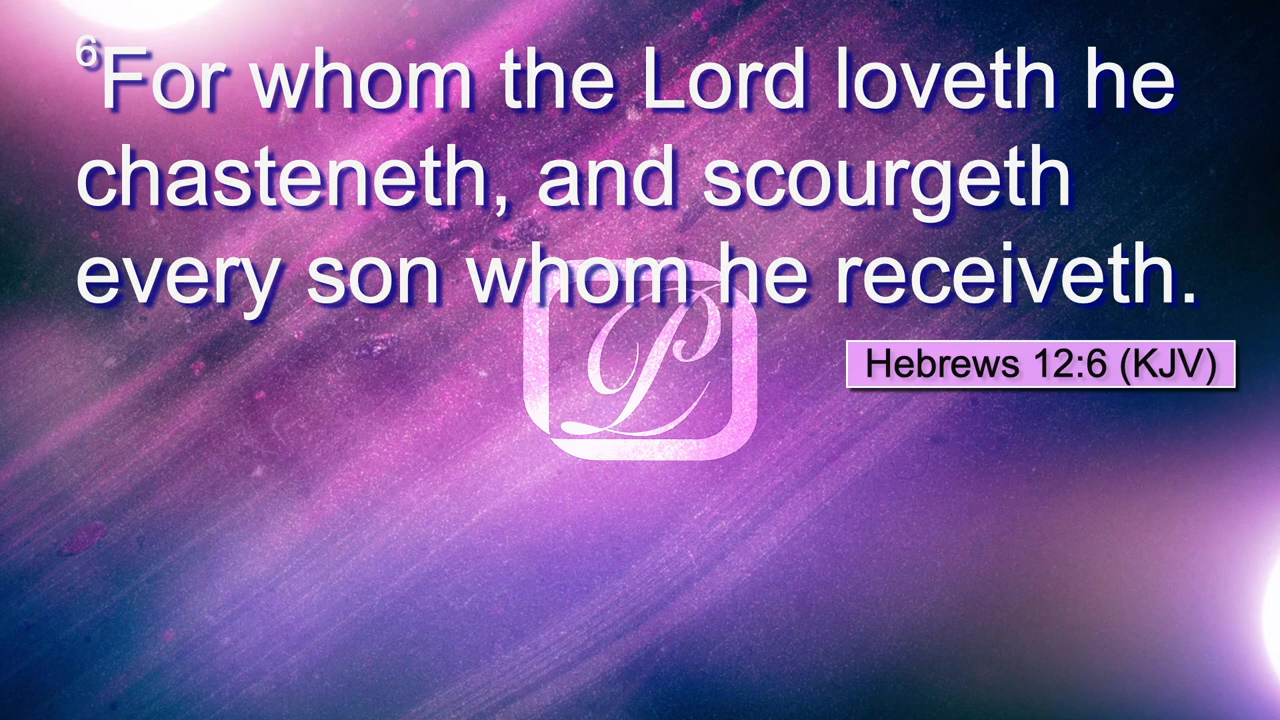 6For whom the Lord loveth he
chasteneth, and scourgeth
every son whom he receiveth.
Hebrews 12:6 (KJV)
P